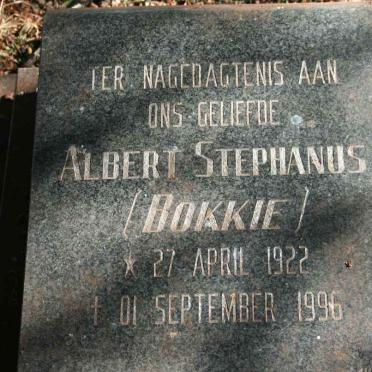 TER NAGEDAGTENIS AAN
ONS GELIEFDE
ALBERT STEPHANUS
(BOKKIE)
* 27 APRIL 1922
† 01 SEPTEMBER 1996